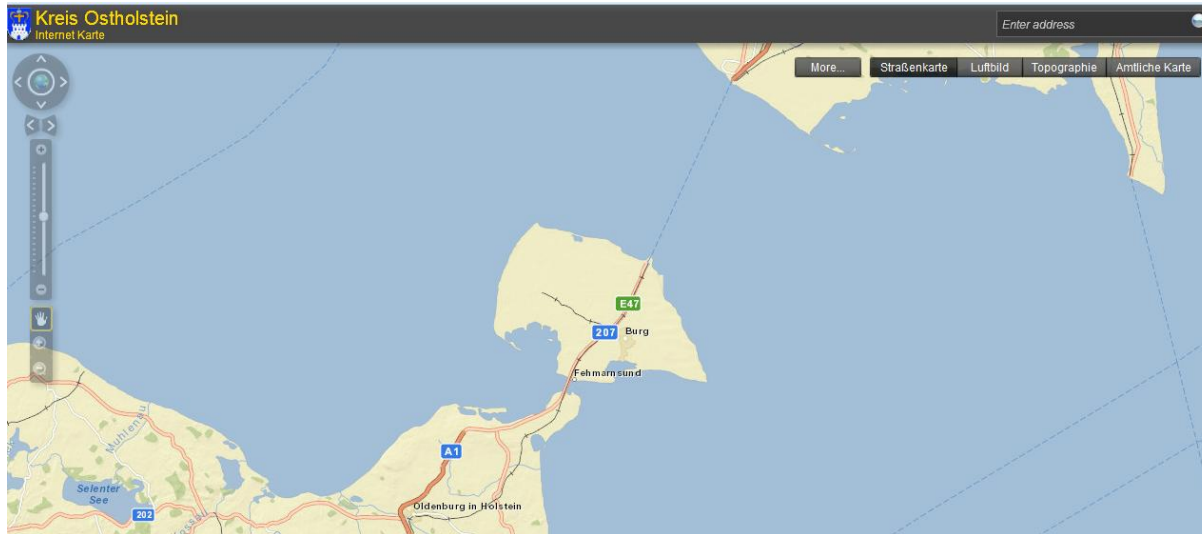 Kreis Ostholstein
Internet Karte
Enter address
More...
Straßenkarte
Luftbild
Topographie
Amtliche Karte
E47
207
Burg
Fehmarnsund
A1
Muhlenau
Selenter
See
202
Oldenburg in Holstein